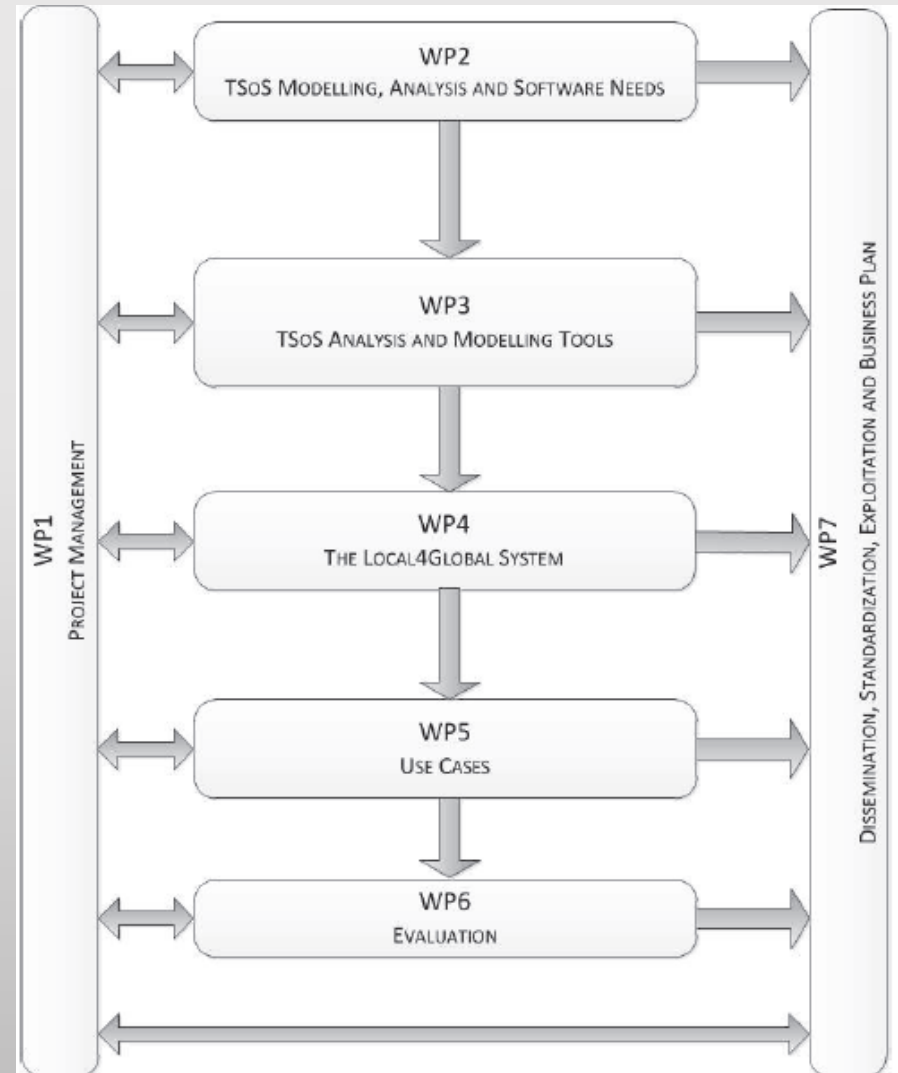 WP1
PROJECT MANAGEMENT
WP2
TSOS MODELLING, ANALYSIS AND SOFTWARE NEEDS
WP3
TSOS ANALYSIS AND MODELLING TOOLS
WP4
THE LOCAL4GLOBAL SYSTEM
WP5
USE CASES
WP6
EVALUATION
WP7
DISSEMINATION, STANDARDIZATION, EXPLOITATION AND BUSINESS PLAN